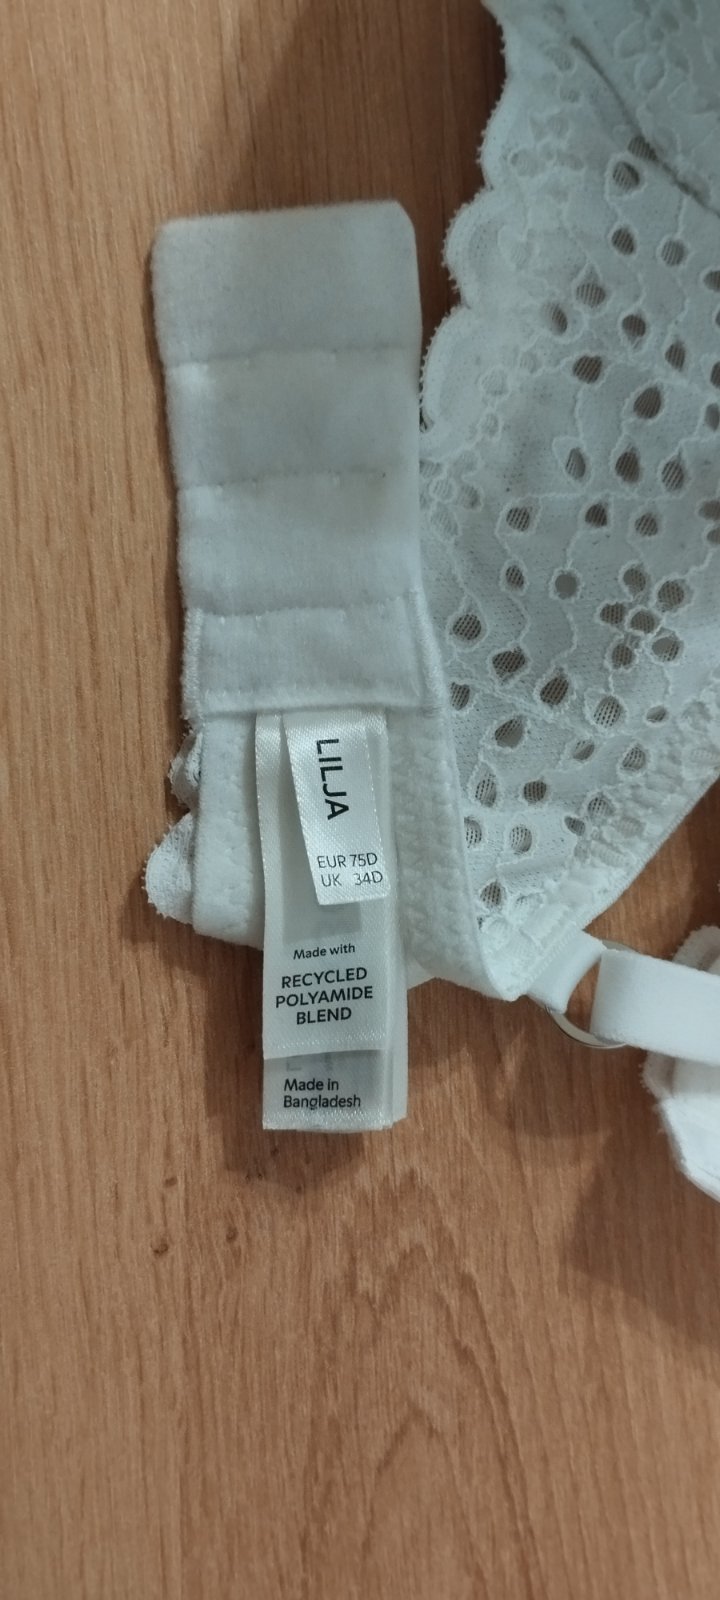 LILJA
EUR 75D
UK 34D
Made with
RECYCLED
POLYAMIDE
BLEND
Made in
Bangladesh